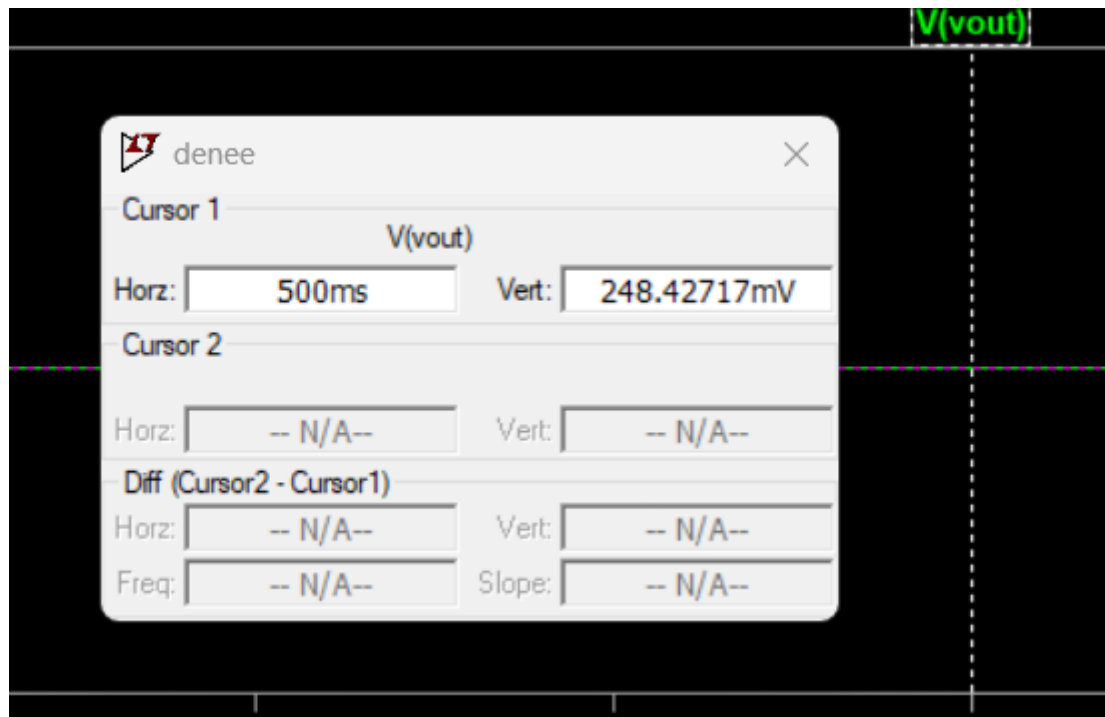 V(vout)
denee
Cursor 1
V(vout)
Horz: 500ms Vert: 248.42717mV
Cursor 2
Horz: -- N/A-- Vert: -- N/A--
Diff (Cursor2 - Cursor1)
Horz: -- N/A-- Vert: -- N/A--
Freq: -- N/A-- Slope: -- N/A--